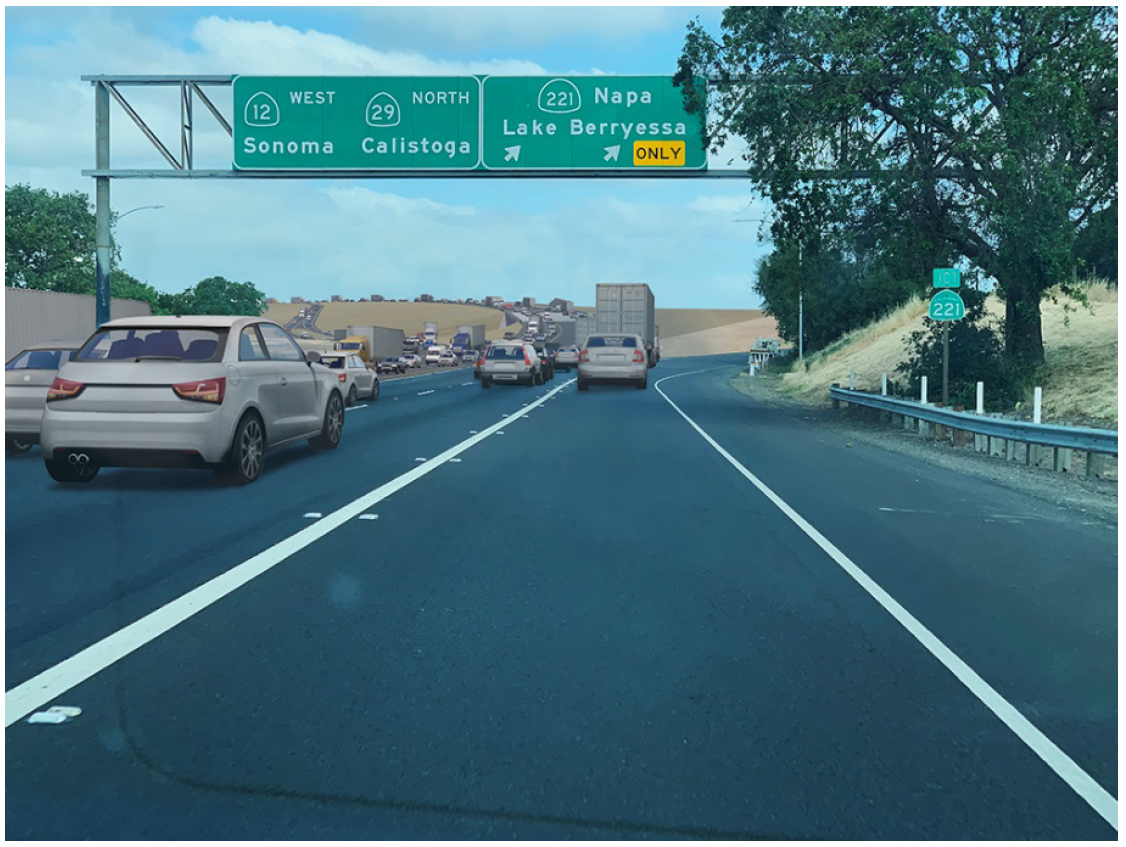 WEST
12
Sonoma
NORTH
29
Calistoga
221 Napa
Lake Berryessa
ONLY
221